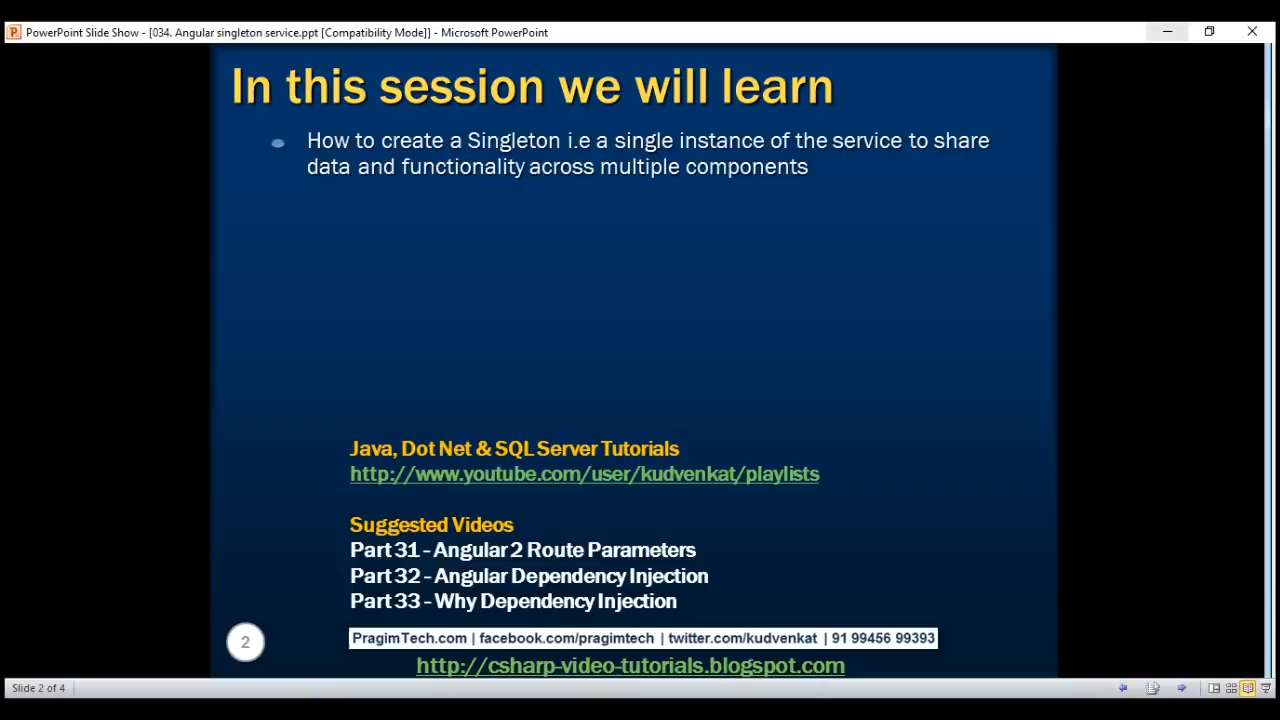 PowerPoint Slide Show - [034. Angular singleton service.ppt [Compatibility Mode]] - Microsoft PowerPoint
In this session we will learn
How to create a Singleton i.e a single instance of the service to share
data and functionality across multiple components
Java, Dot Net & SQL Server Tutorials
http://www.youtube.com/user/kudvenkat/playlists
Suggested Videos
Part 31 - Angular 2 Route Parameters
Part 32 - Angular Dependency Injection
Part 33 - Why Dependency Injection
2
PragimTech.com | facebook.com/pragimtech | twitter.com/kudvenkat | 91 99456 99393
http://csharp-video-tutorials.blogspot.com
Slide 2 of 4